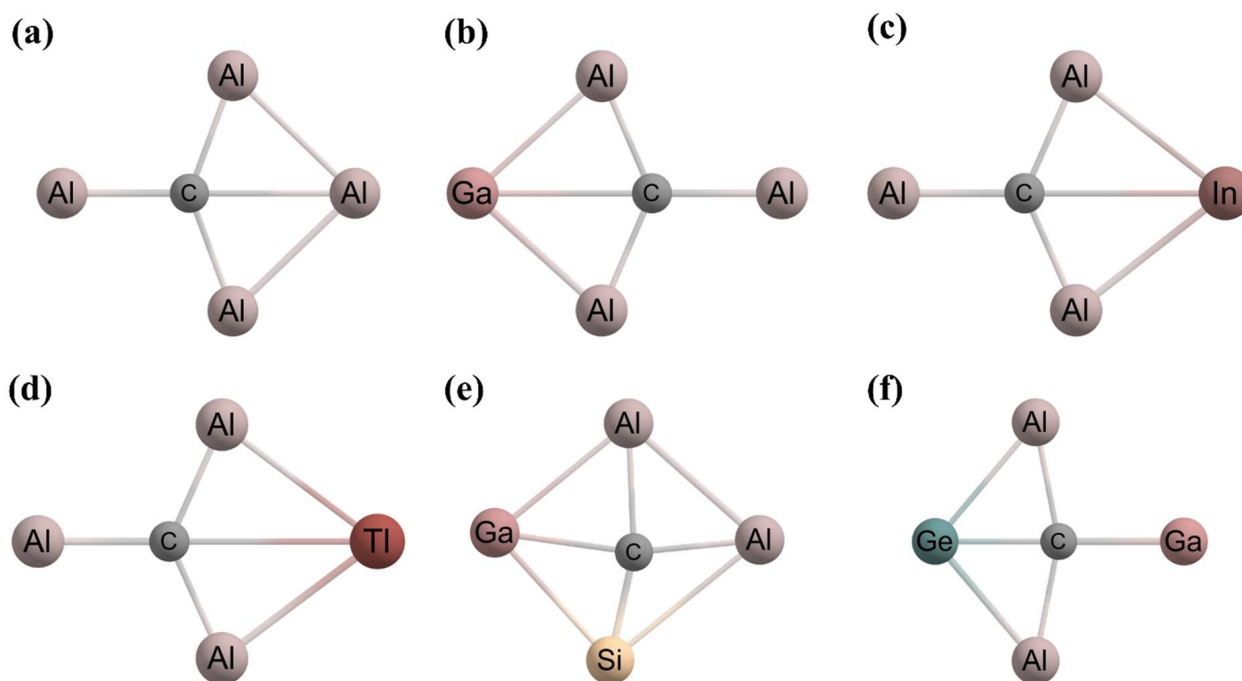 (a) (b) (c)
Al Al Al
Al C Al Ga C Al Al C In
Al Al Al
(d) (e) (f)
Al Al Al
Al C Tl Ga C Al Ge C Ga
Al Si Al